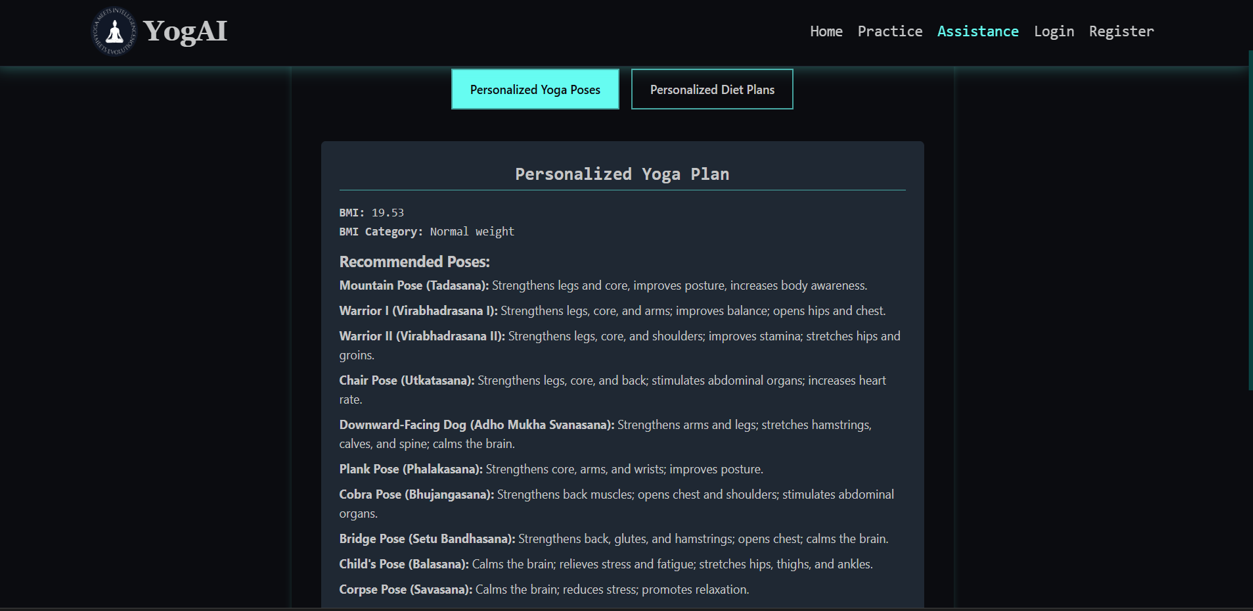 YOGA MEETS INTELLIGENCE
YogAI
Home Practice Assistance Login Register
Personalized Yoga Poses Personalized Diet Plans
Personalized Yoga Plan
BMI: 19.53
BMI Category: Normal weight
Recommended Poses:
Mountain Pose (Tadasana): Strengthens legs and core, improves posture, increases body awareness.
Warrior I (Virabhadrasana I): Strengthens legs, core, and arms; improves balance; opens hips and chest.
Warrior II (Virabhadrasana II): Strengthens legs, core, and shoulders; improves stamina; stretches hips and
groins.
Chair Pose (Utkatasana): Strengthens legs, core, and back; stimulates abdominal organs; increases heart
rate.
Downward-Facing Dog (Adho Mukha Svanasana): Strengthens arms and legs; stretches hamstrings,
calves, and spine; calms the brain.
Plank Pose (Phalakasana): Strengthens core, arms, and wrists; improves posture.
Cobra Pose (Bhujangasana): Strengthens back muscles; opens chest and shoulders; stimulates abdominal
organs.
Bridge Pose (Setu Bandhasana): Strengthens back, glutes, and hamstrings; opens chest; calms the brain.
Child's Pose (Balasana): Calms the brain; relieves stress and fatigue; stretches hips, thighs, and ankles.
Corpse Pose (Savasana): Calms the brain; reduces stress; promotes relaxation.